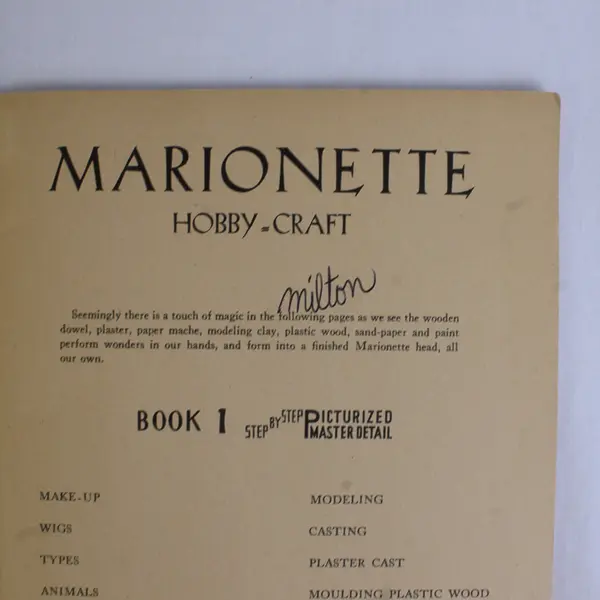 MARIONETTE
HOBBY-CRAFT
milton
Seemingly there is a touch of magic in the following pages as we see the wooden
dowel, plaster, paper mache, modeling clay, plastic wood, sand-paper and paint
perform wonders in our hands, and form into a finished Marionette head, all
our own.
BOOK 1 STEP BY STEP PICTURIZED
MASTER DETAIL
MAKE-UP MODELING
WIGS CASTING
TYPES PLASTER CAST
ANIMALS MOULDING PLASTIC WOOD